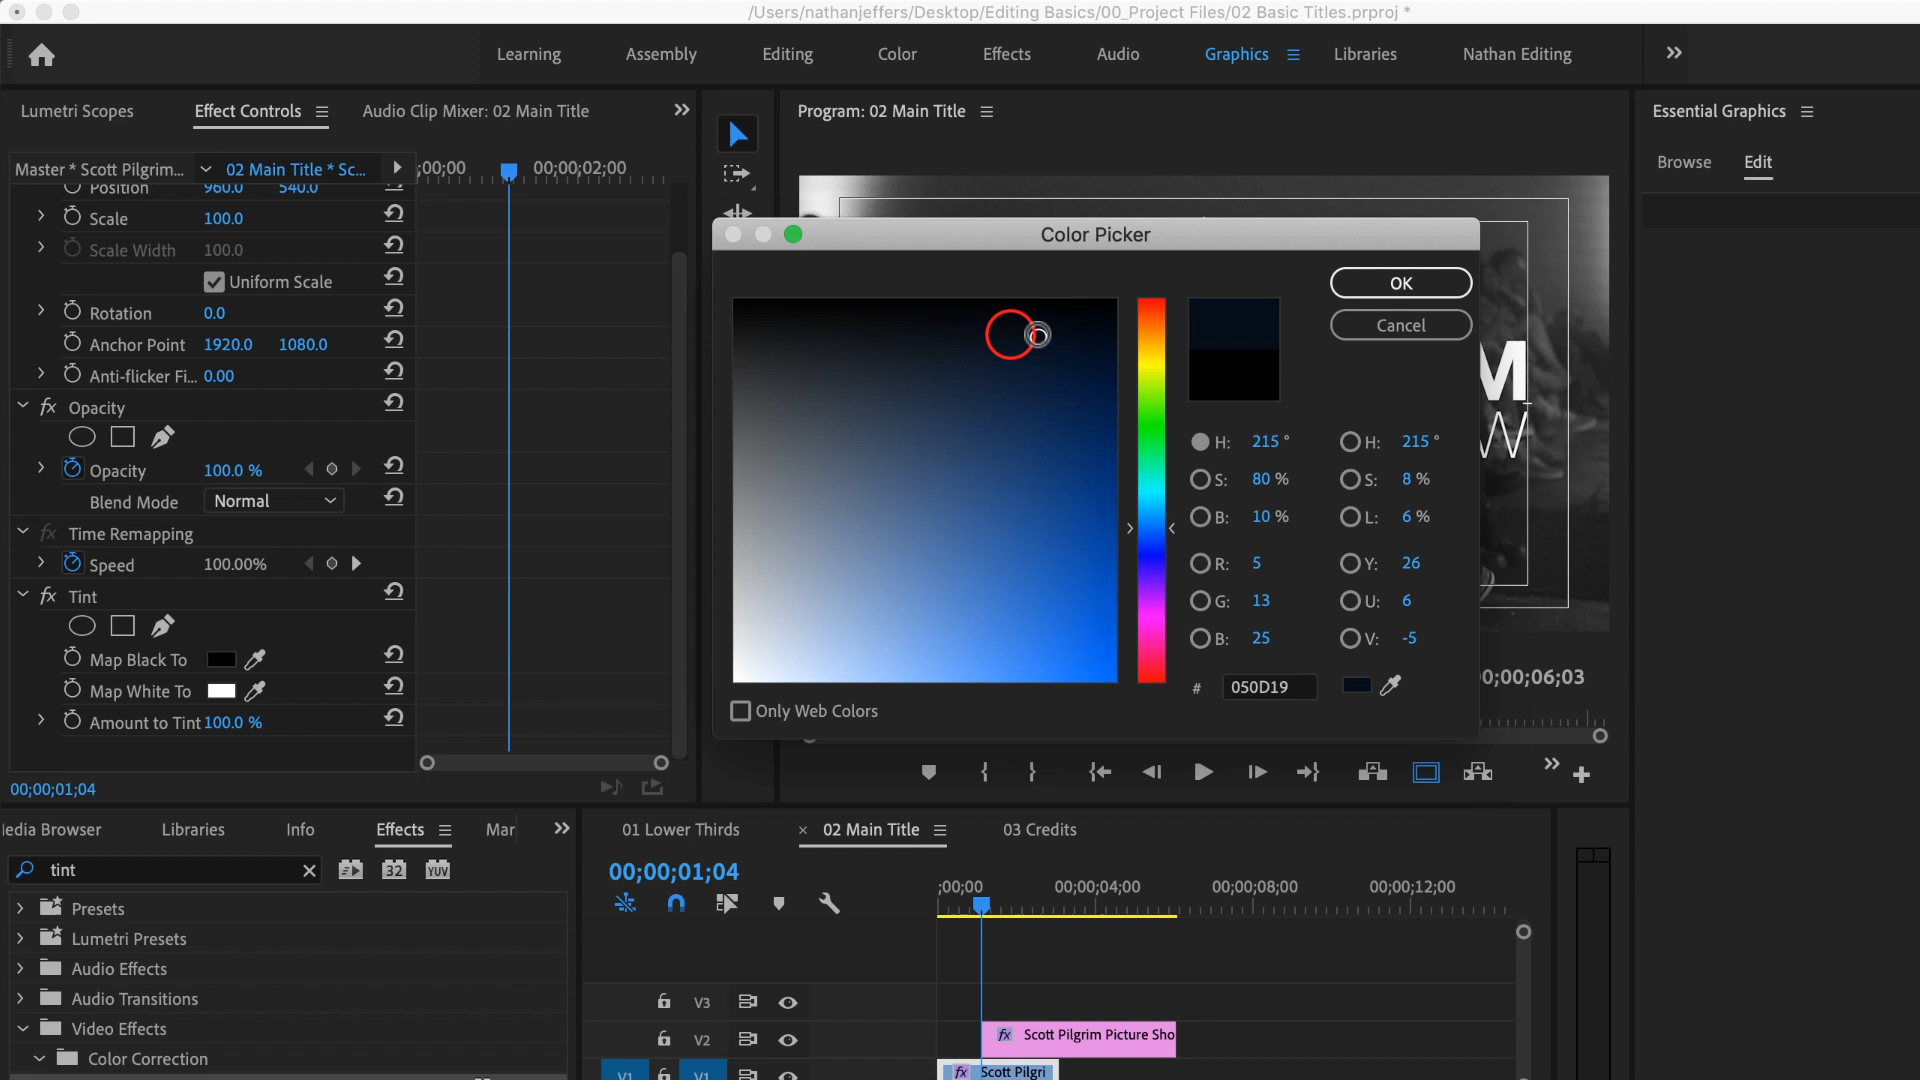 /Users/nathanjeffers/Desktop/Editing Basics/00_Project Files/02 Basic Titles.prproj *
Learning Assembly Editing Color Effects Audio Graphics Libraries Nathan Editing
Lumetri Scopes Effect Controls Audio Clip Mixer: 02 Main Title
Program: 02 Main Title
Essential Graphics
Browse Edit
Master * Scott Pilgrim... 02 Main Title * Sc... ;00;00 00;00;02;00
Position 960.0 540.0
Scale 100.0
Scale Width 100.0
Uniform Scale
Rotation 0.0
Anchor Point 1920.0 1080.0
Anti-flicker Fi... 0.00
fx Opacity
Opacity 100.0 %
Blend Mode Normal
fx Time Remapping
Speed 100.00%
fx Tint
Map Black To
Map White To
Amount to Tint 100.0 %
00;00;01;04
Color Picker
OK
Cancel
H: 215 ° H: 215 °
S: 80 % S: 8 %
B: 10 % L: 6 %
R: 5 Y: 26
G: 13 U: 6
B: 25 V: -5
# 050D19
Only Web Colors
M
W
0;00;06;03
edia Browser Libraries Info Effects Mar
tint
32 YUV
Presets
Lumetri Presets
Audio Effects
Audio Transitions
Video Effects
Color Correction
01 Lower Thirds × 02 Main Title 03 Credits
00;00;01;04
;00;00 00;00;04;00 00;00;08;00 00;00;12;00
V3
V2 fx Scott Pilgrim Picture Sho
V1 V1 fx Scott Pilgri